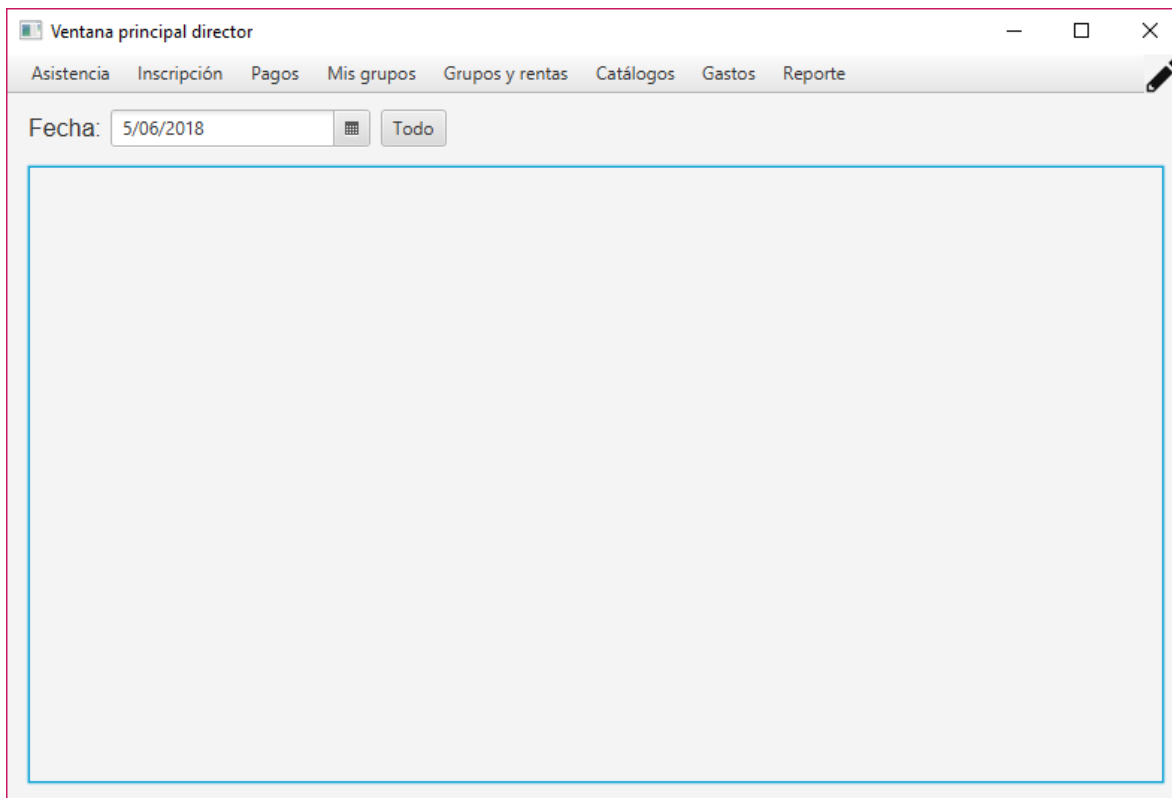 Ventana principal director
Asistencia Inscripción Pagos Mis grupos Grupos y rentas Catálogos Gastos Reporte
Fecha: 5/06/2018 Todo